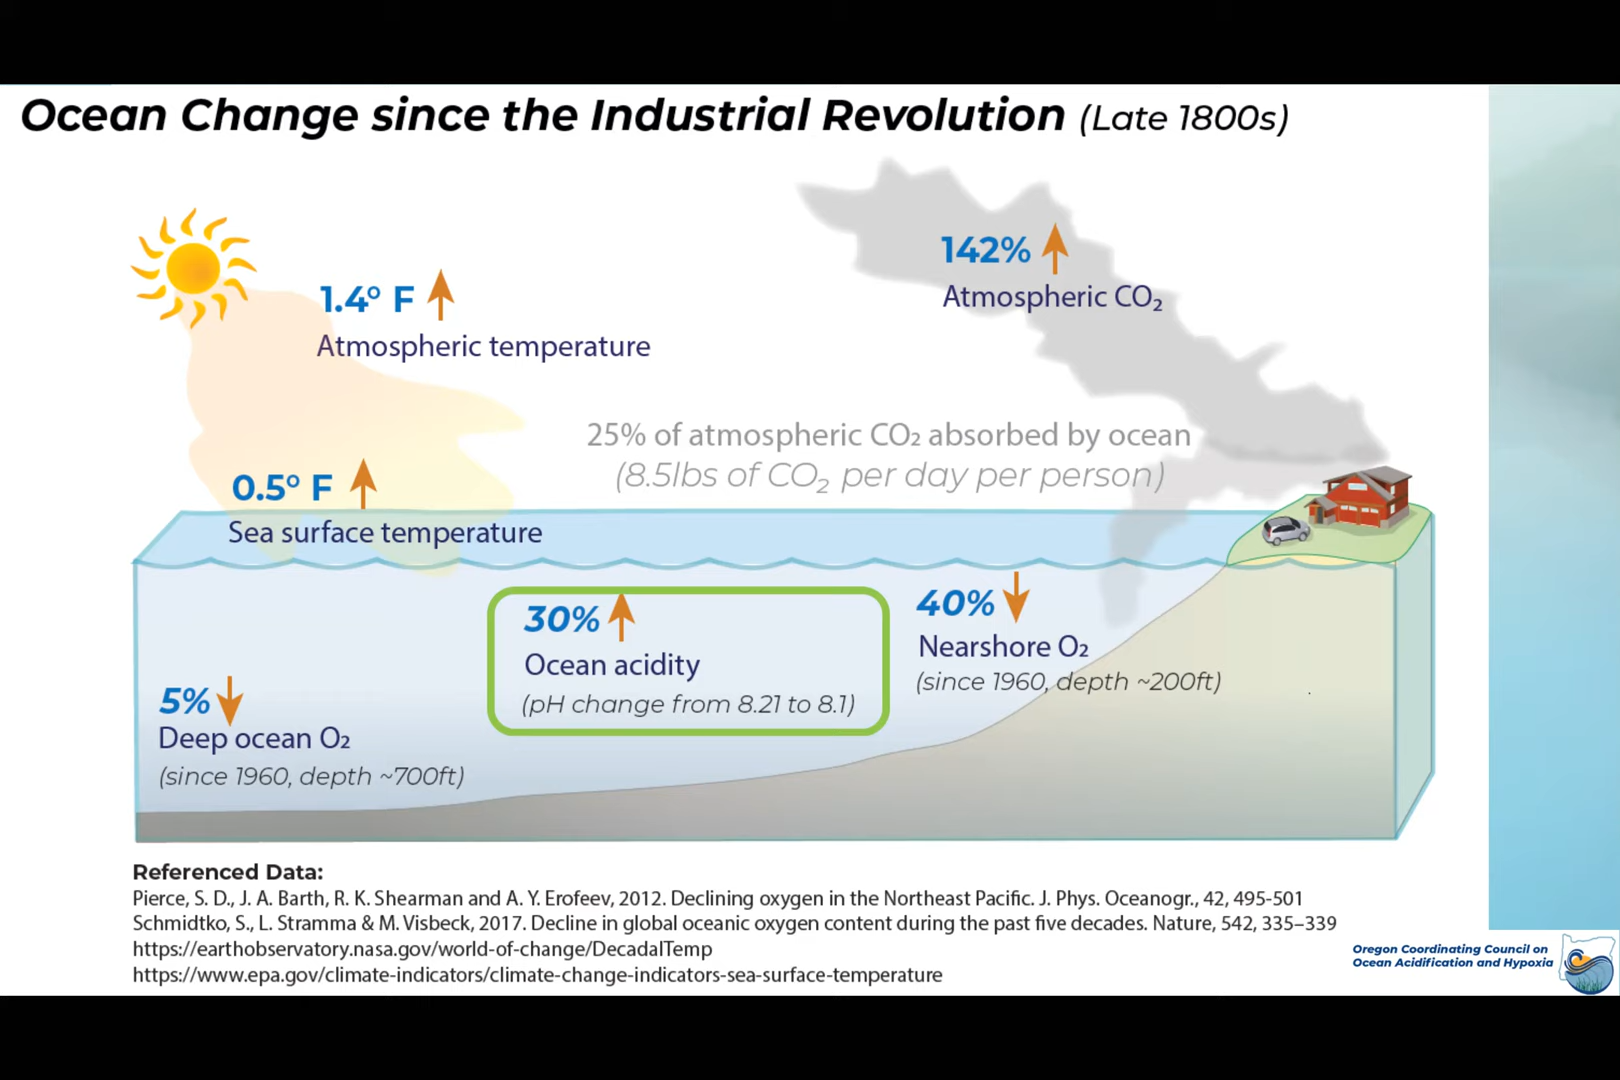 Ocean Change since the Industrial Revolution (Late 1800s)
142%
Atmospheric CO₂
1.4° F
Atmospheric temperature
25% of atmospheric CO₂ absorbed by ocean
(8.5lbs of CO₂ per day per person)
0.5° F
Sea surface temperature
30%
Ocean acidity
(pH change from 8.21 to 8.1)
40%
Nearshore O₂
(since 1960, depth ~200ft)
5%
Deep ocean O₂
(since 1960, depth ~700ft)
Referenced Data:
Pierce, S. D., J. A. Barth, R. K. Shearman and A. Y. Erofeev, 2012. Declining oxygen in the Northeast Pacific. J. Phys. Oceanogr., 42, 495-501
Schmidtko, S., L. Stramma & M. Visbeck, 2017. Decline in global oceanic oxygen content during the past five decades. Nature, 542, 335–339
https://earthobservatory.nasa.gov/world-of-change/DecadalTemp
https://www.epa.gov/climate-indicators/climate-change-indicators-sea-surface-temperature
Oregon Coordinating Council on
Ocean Acidification and Hypoxia